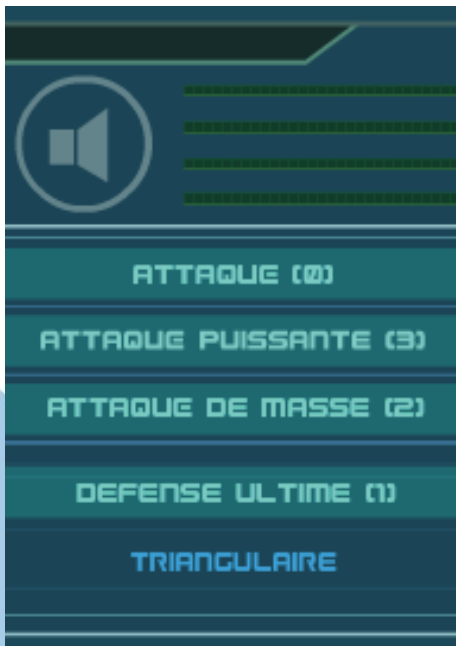 ATTAQUE (0)
ATTAQUE PUISSANTE (3)
ATTAQUE DE MASSE (2)
DEFENSE ULTIME (1)
TRIANGULAIRE